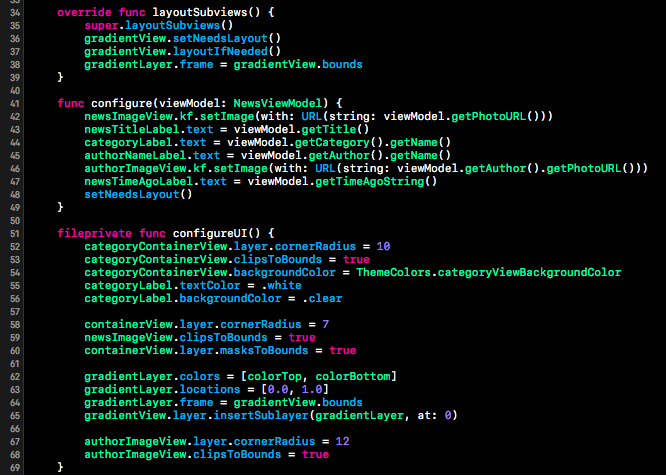 33
34 override func layoutSubviews() {
35 super.layoutSubviews()
36 gradientView.setNeedsLayout()
37 gradientView.layoutIfNeeded()
38 gradientLayer.frame = gradientView.bounds
39 }
40
41 func configure(viewModel: NewsViewModel) {
42 newsImageView.kf.setImage(with: URL(string: viewModel.getPhotoURL()))
43 newsTitleLabel.text = viewModel.getTitle()
44 categoryLabel.text = viewModel.getCategory().getName()
45 authorNameLabel.text = viewModel.getAuthor().getName()
46 authorImageView.kf.setImage(with: URL(string: viewModel.getAuthor().getPhotoURL()))
47 newsTimeAgoLabel.text = viewModel.getTimeAgoString()
48 setNeedsLayout()
49 }
50
51 fileprivate func configureUI() {
52 categoryContainerView.layer.cornerRadius = 10
53 categoryContainerView.clipsToBounds = true
54 categoryContainerView.backgroundColor = ThemeColors.categoryViewBackgroundColor
55 categoryLabel.textColor = .white
56 categoryLabel.backgroundColor = .clear
57
58 containerView.layer.cornerRadius = 7
59 newsImageView.clipsToBounds = true
60 containerView.layer.masksToBounds = true
61
62 gradientLayer.colors = [colorTop, colorBottom]
63 gradientLayer.locations = [0.0, 1.0]
64 gradientLayer.frame = gradientView.bounds
65 gradientView.layer.insertSublayer(gradientLayer, at: 0)
66
67 authorImageView.layer.cornerRadius = 12
68 authorImageView.clipsToBounds = true
69 }